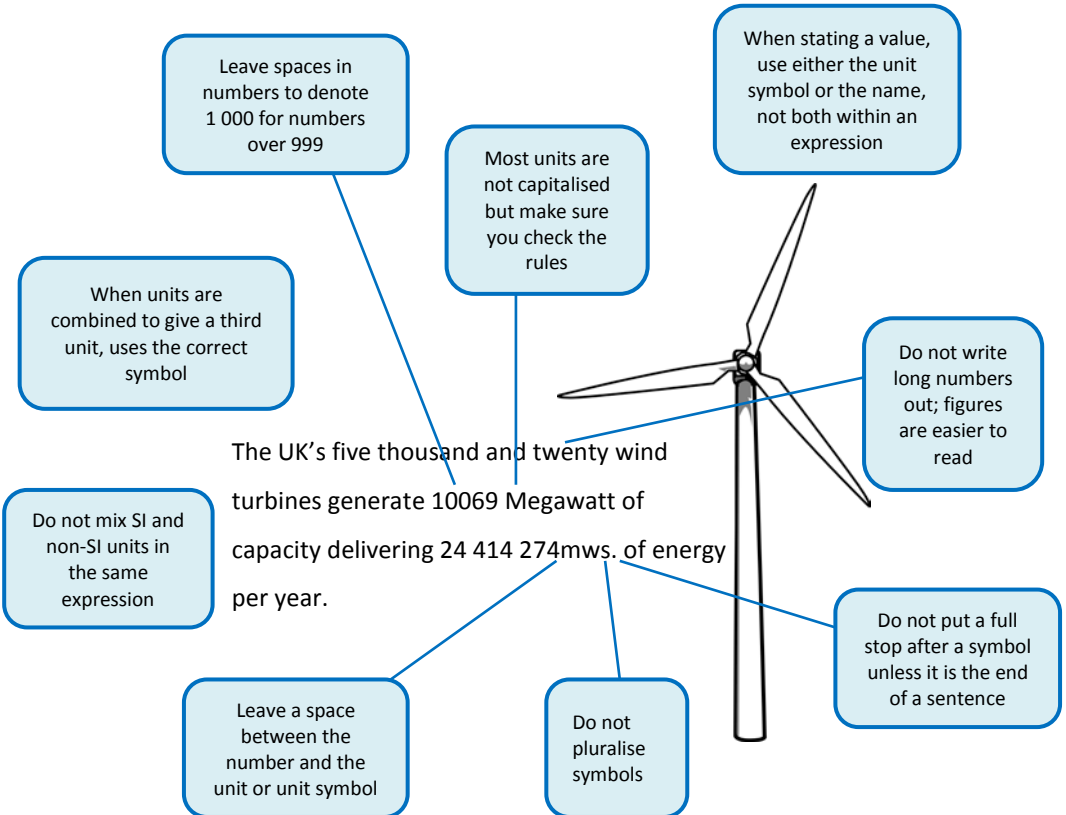 When stating a value,
use either the unit
symbol or the name,
not both within an
expression
Leave spaces in
numbers to denote
1 000 for numbers
over 999
Most units are
not capitalised
but make sure
you check the
rules
When units are
combined to give a third
unit, uses the correct
symbol
Do not write
long numbers
out; figures
are easier to
read
The UK's five thousand and twenty wind
turbines generate 10069 Megawatt of
capacity delivering 24 414 274mws. of energy
per year.
Do not mix SI and
non-SI units in
the same
expression
Do not put a full
stop after a symbol
unless it is the end
of a sentence
Leave a space
between the
number and the
unit or unit symbol
Do not
pluralise
symbols